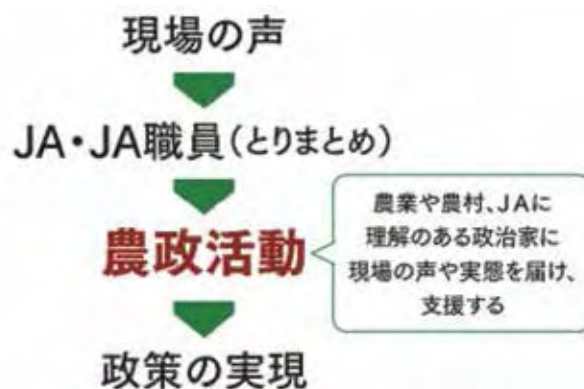 現場の声
JA・JA職員（とりまとめ）
農政活動
農業や農村、JAに
理解のある政治家に
現場の声や実態を届け、
支援する
政策の実現